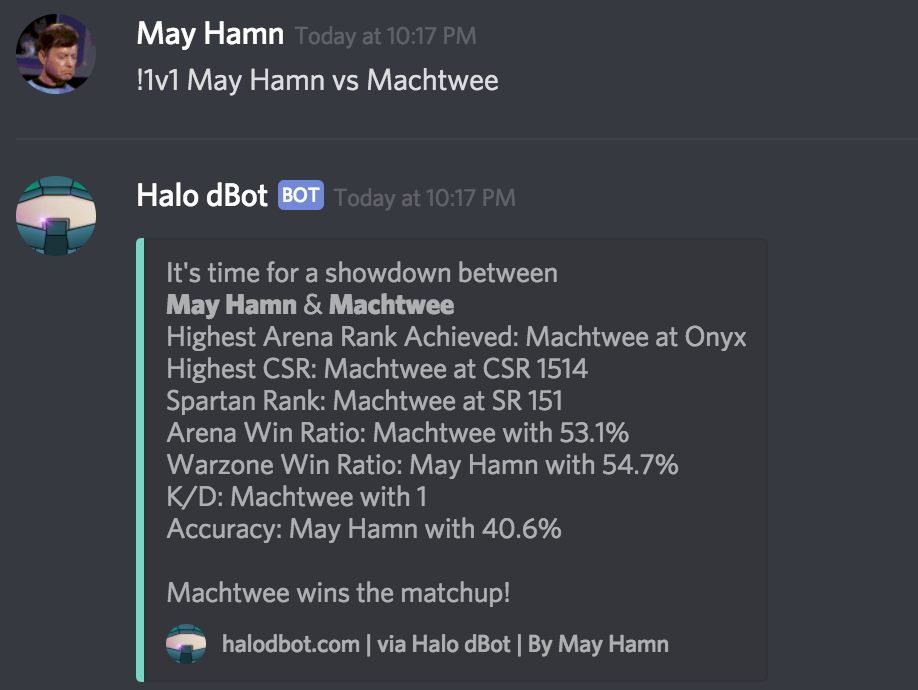 May Hamn Today at 10:17 PM
!1v1 May Hamn vs Machtwee
Halo dBot BOT Today at 10:17 PM
It's time for a showdown between
May Hamn & Machtwee
Highest Arena Rank Achieved: Machtwee at Onyx
Highest CSR: Machtwee at CSR 1514
Spartan Rank: Machtwee at SR 151
Arena Win Ratio: Machtwee with 53.1%
Warzone Win Ratio: May Hamn with 54.7%
K/D: Machtwee with 1
Accuracy: May Hamn with 40.6%
Machtwee wins the matchup!
halodbot.com | via Halo dBot | By May Hamn